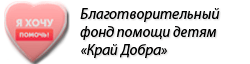 Я ХОЧУ
ПОМОЧЬ!
Благотворительный
фонд помощи детям
«Край Добра»